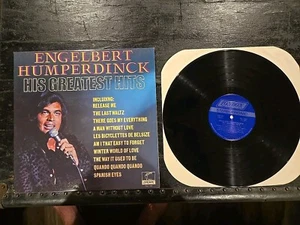 ENGELBERT
HUMPERDINCK
HIS GREATEST HITS
INCLUDING:
RELEASE ME
THE LAST WALTZ
THERE GOES MY EVERYTHING
A MAN WITHOUT LOVE
LES BICYCLETTES DE BELSIZE
AM I THAT EASY TO FORGET
WINTER WORLD OF LOVE
THE WAY IT USED TO BE
QUANDO QUANDO QUANDO
SPANISH EYES